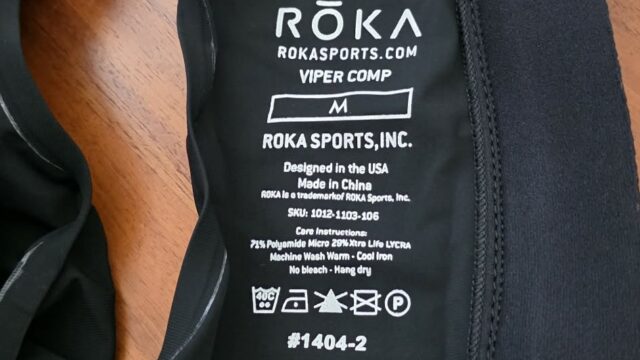 RŌKA
ROKASPORTS.COM
VIPER COMP
M
ROKA SPORTS,INC.
Designed in the USA
Made in China
ROKA is a trademarkof ROKA Sports, Inc.
SKU: 1012-1103-106
Care Instructions:
71% Polyamide Micro 29% Xtra Life LYCRA
Machine Wash Warm - Cool Iron
No bleach - Hang dry
40C P
#1404-2